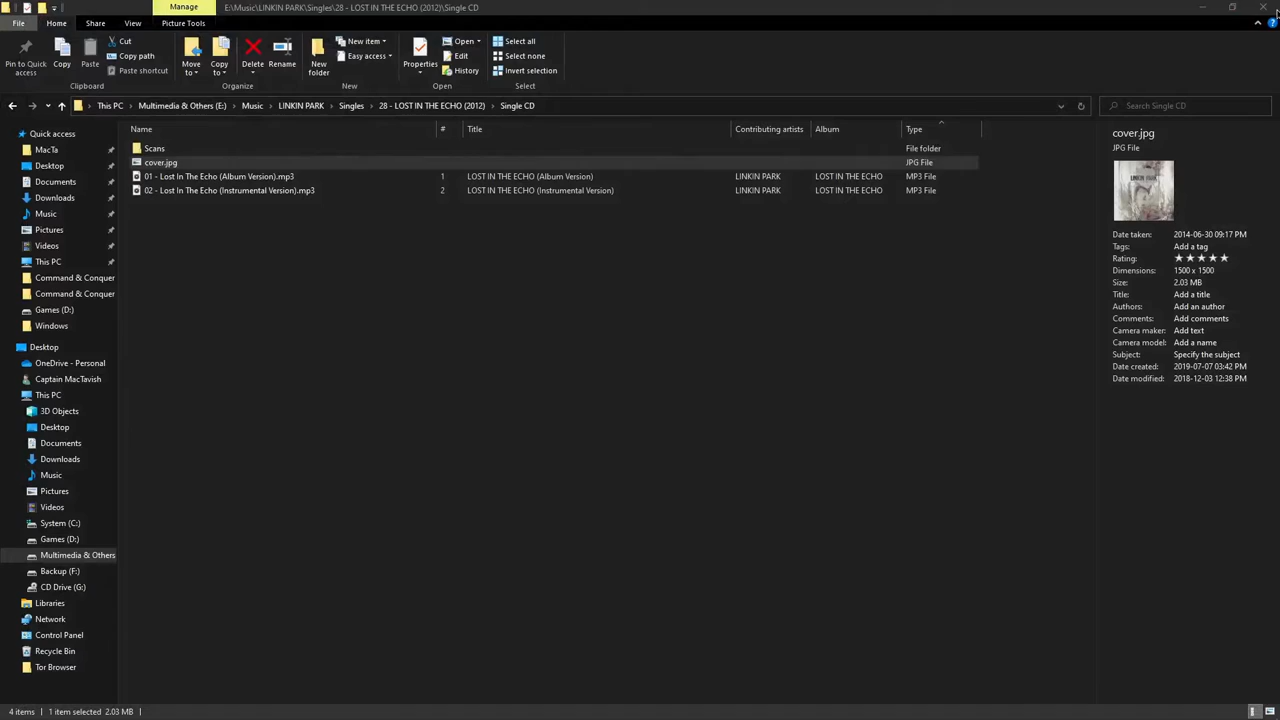 Manage
E:\Music\LINKIN PARK\Singles\28 - LOST IN THE ECHO (2012)\Single CD
File
Home
Share
View
Picture Tools
Pin to Quick access
Copy
Paste
Cut
Copy path
Paste shortcut
Clipboard
Move to
Copy to
Delete
Rename
Organize
New folder
New item
Easy access
New
Properties
Open
Edit
History
Open
Select all
Select none
Invert selection
Select
This PC
Multimedia & Others (E:)
Music
LINKIN PARK
Singles
28 - LOST IN THE ECHO (2012)
Single CD
Search Single CD
Quick access
MacTa
Desktop
Documents
Downloads
Music
Pictures
Videos
This PC
Command & Conquer
Command & Conquer
Games (D:)
Windows
Desktop
OneDrive - Personal
Captain MacTavish
This PC
3D Objects
Desktop
Documents
Downloads
Music
Pictures
Videos
System (C:)
Games (D:)
Multimedia & Others
Backup (F:)
CD Drive (G:)
Libraries
Network
Control Panel
Recycle Bin
Tor Browser
Name # Title Contributing artists Album Type
Scans File folder
cover.jpg JPG File
01 - Lost In The Echo (Album Version).mp3 1 LOST IN THE ECHO (Album Version) LINKIN PARK LOST IN THE ECHO MP3 File
02 - Lost In The Echo (Instrumental Version).mp3 2 LOST IN THE ECHO (Instrumental Version) LINKIN PARK LOST IN THE ECHO MP3 File
cover.jpg
JPG File
LINKIN PARK
Date taken: 2014-06-30 09:17 PM
Tags: Add a tag
Rating: ★★★★★
Dimensions: 1500 x 1500
Size: 2.03 MB
Title: Add a title
Authors: Add an author
Comments: Add comments
Camera maker: Add text
Camera model: Add a name
Subject: Specify the subject
Date created: 2019-07-07 03:42 PM
Date modified: 2018-12-03 12:38 PM
4 items
1 item selected 2.03 MB